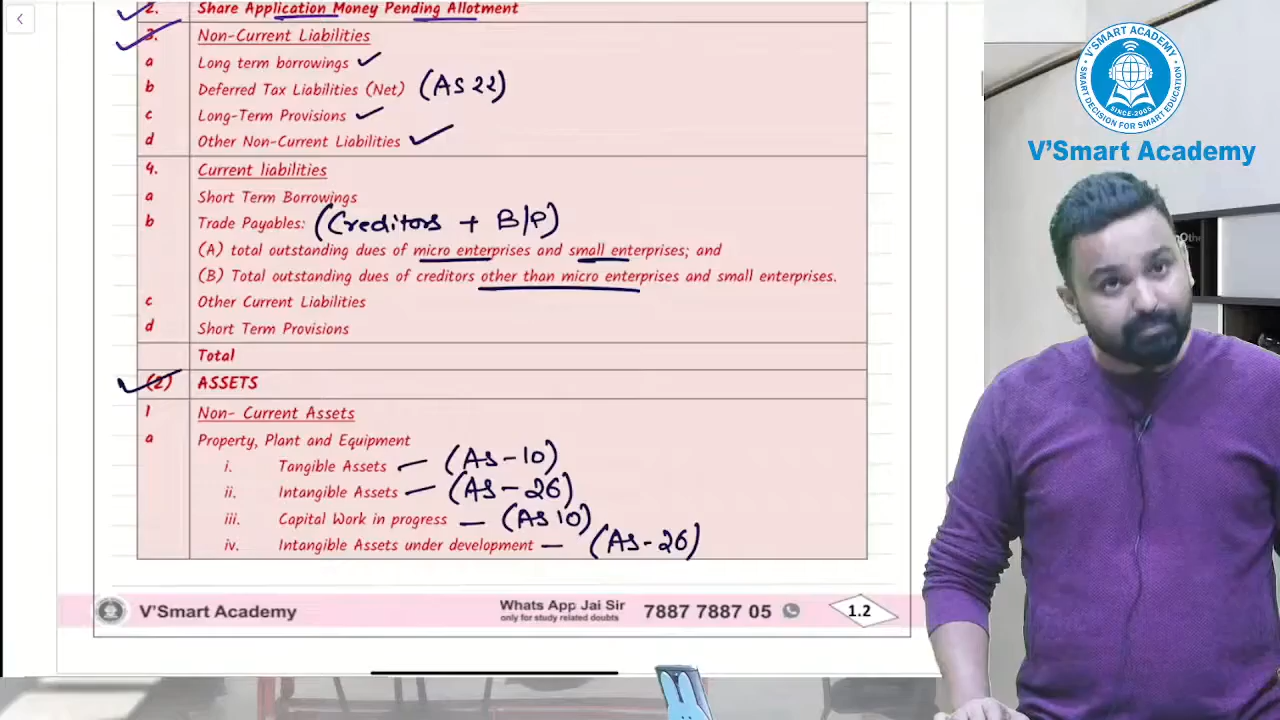 2. Share Application Money Pending Allotment
3. Non-Current Liabilities
a Long term borrowings
b Deferred Tax Liabilities (Net) (AS 22)
c Long-Term Provisions
d Other Non-Current Liabilities
4. Current liabilities
a Short Term Borrowings
b Trade Payables: (Creditors + B/P)
(A) total outstanding dues of micro enterprises and small enterprises; and
(B) Total outstanding dues of creditors other than micro enterprises and small enterprises.
c Other Current Liabilities
d Short Term Provisions
Total
(2) ASSETS
1 Non- Current Assets
a Property, Plant and Equipment
i. Tangible Assets — (AS-10)
ii. Intangible Assets — (AS-26)
iii. Capital Work in progress — (AS 10)
iv. Intangible Assets under development — (AS-26)
V'Smart Academy
Whats App Jai Sir
only for study related doubts
7887 7887 05
1.2
V'SMART ACADEMY
SMART DECISION FOR SMART EDUCATION
SINCE-2005
V'Smart Academy